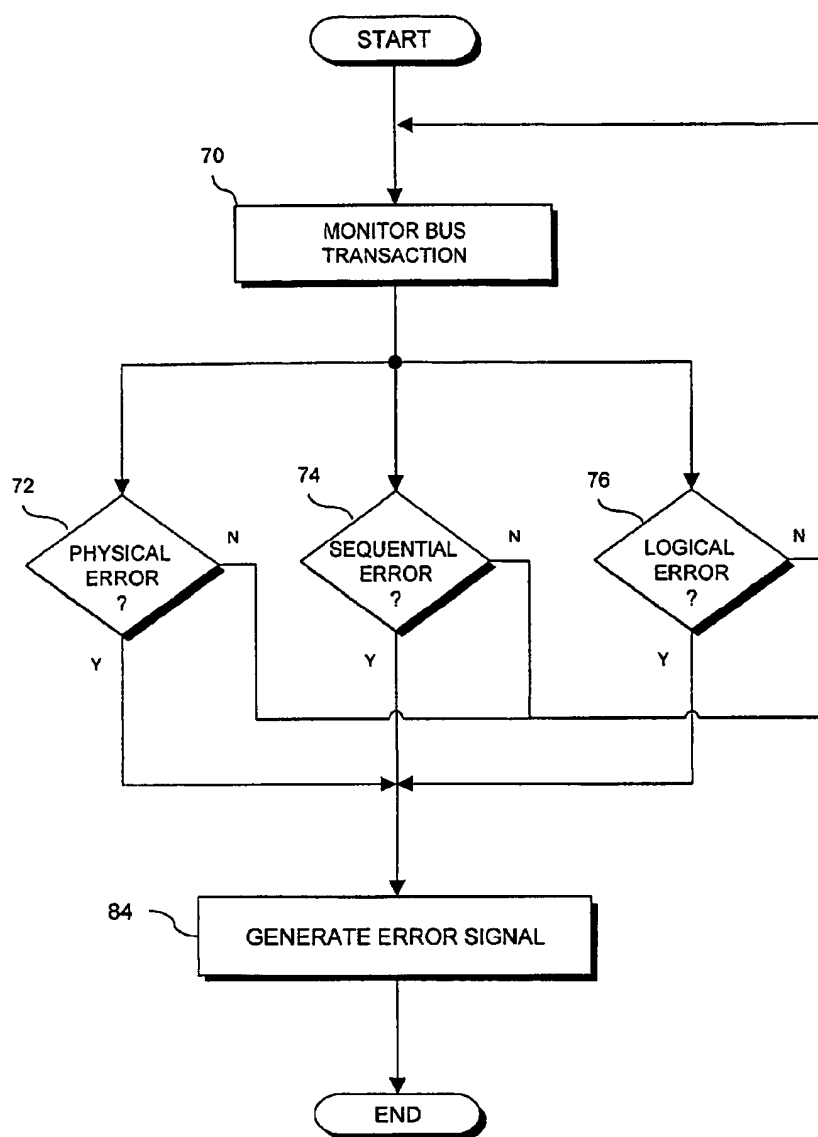 START
70
MONITOR BUS
TRANSACTION
72
PHYSICAL
ERROR
?
N
Y
74
SEQUENTIAL
ERROR
?
N
Y
76
LOGICAL
ERROR
?
N
Y
84
GENERATE ERROR SIGNAL
END